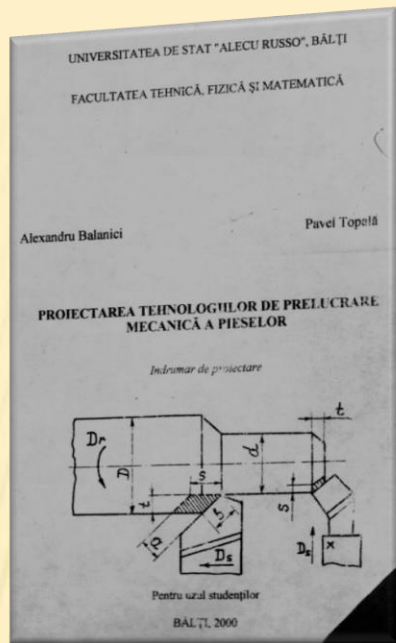 UNIVERSITATEA DE STAT "ALECU RUSSO", BĂLŢI
FACULTATEA TEHNICĂ, FIZICĂ ŞI MATEMATICĂ
Alexandru Balanici
Pavel Topală
PROIECTAREA TEHNOLOGIILOR DE PRELUCRARE
MECANICĂ A PIESELOR
Indrumar de proiectare
t
Dr
D
s
d
t
a
b
s
Ds
Ds
x
Pentru uzul studenţilor
BĂLŢI, 2000